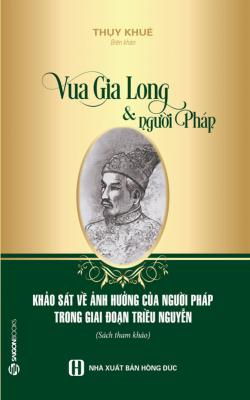 THỤY KHUÊ
Biên khảo
Vua Gia Long
& người Pháp
KHẢO SÁT VỀ ẢNH HƯỞNG CỦA NGƯỜI PHÁP
TRONG GIAI ĐOẠN TRIỀU NGUYỄN
(Sách tham khảo)
SAIGONBOOKS
NHÀ XUẤT BẢN HỒNG ĐỨC